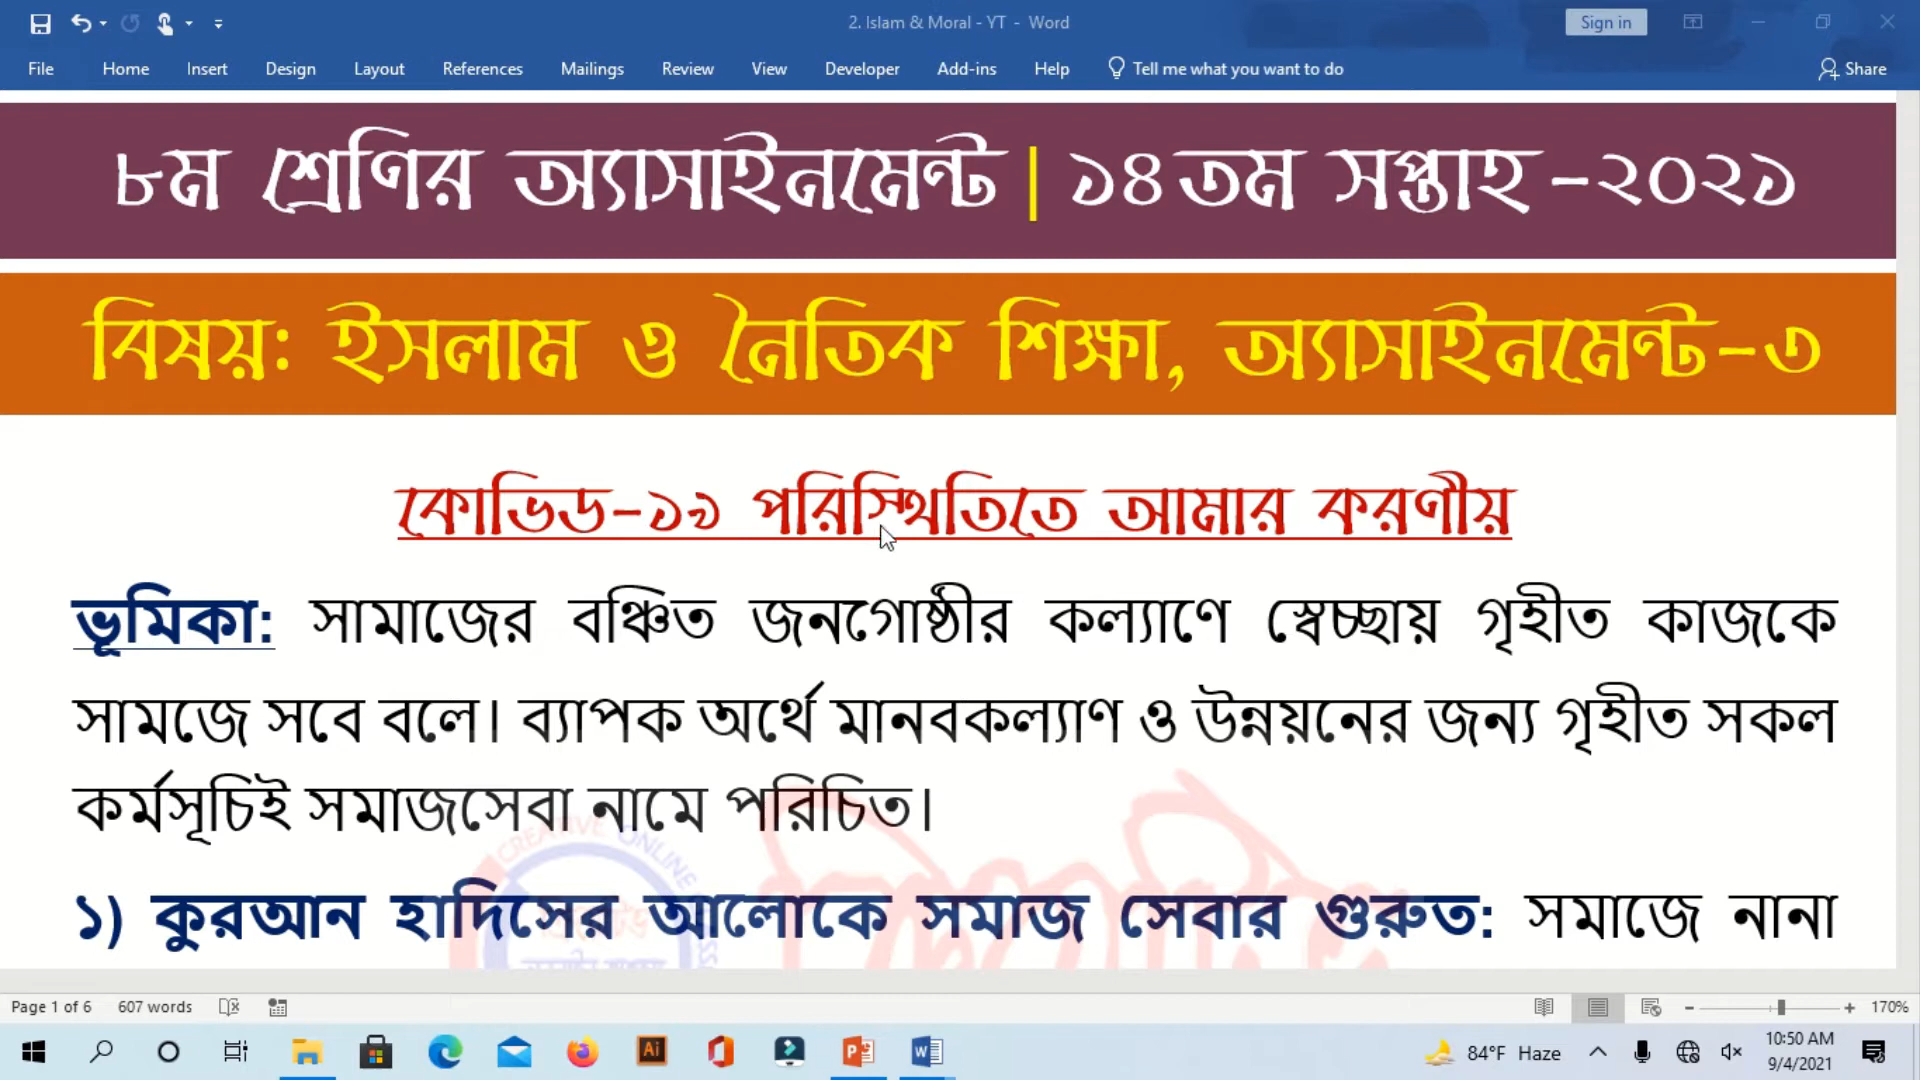 2. Islam & Moral - YT - Word
Sign in
File Home Insert Design Layout References Mailings Review View Developer Add-ins Help Tell me what you want to do Share
৮ম শ্রেণির অ্যাসাইনমেন্ট | ১৪তম সপ্তাহ -২০২১
বিষয়: ইসলাম ও নৈতিক শিক্ষা, অ্যাসাইনমেন্ট-৩
কোভিড-১৯ পরিস্থিতিতে আমার করণীয়
ভূমিকা: সামাজের বঞ্চিত জনগোষ্ঠীর কল্যাণে স্বেচ্ছায় গৃহীত কাজকে
সামজে সবে বলে। ব্যাপক অর্থে মানবকল্যাণ ও উন্নয়নের জন্য গৃহীত সকল
কর্মসূচিই সমাজসেবা নামে পরিচিত।
CREATIVE ONLINE
১) কুরআন হাদিসের আলোকে সমাজ সেবার গুরুত: সমাজে নানা
Page 1 of 6 607 words 170%
84°F Haze
10:50 AM
9/4/2021